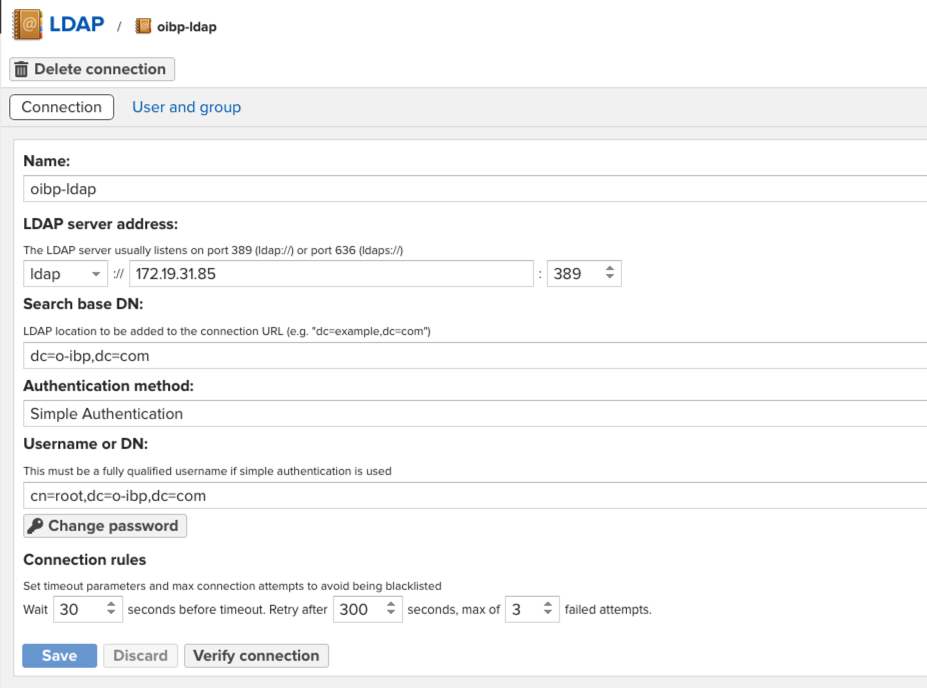 LDAP / oibp-ldap
Delete connection
Connection User and group
Name:
oibp-ldap
LDAP server address:
The LDAP server usually listens on port 389 (ldap://) or port 636 (ldaps://)
ldap :// 172.19.31.85 : 389
Search base DN:
LDAP location to be added to the connection URL (e.g. "dc=example,dc=com")
dc=o-ibp,dc=com
Authentication method:
Simple Authentication
Username or DN:
This must be a fully qualified username if simple authentication is used
cn=root,dc=o-ibp,dc=com
Change password
Connection rules
Set timeout parameters and max connection attempts to avoid being blacklisted
Wait 30 seconds before timeout. Retry after 300 seconds, max of 3 failed attempts.
Save Discard Verify connection